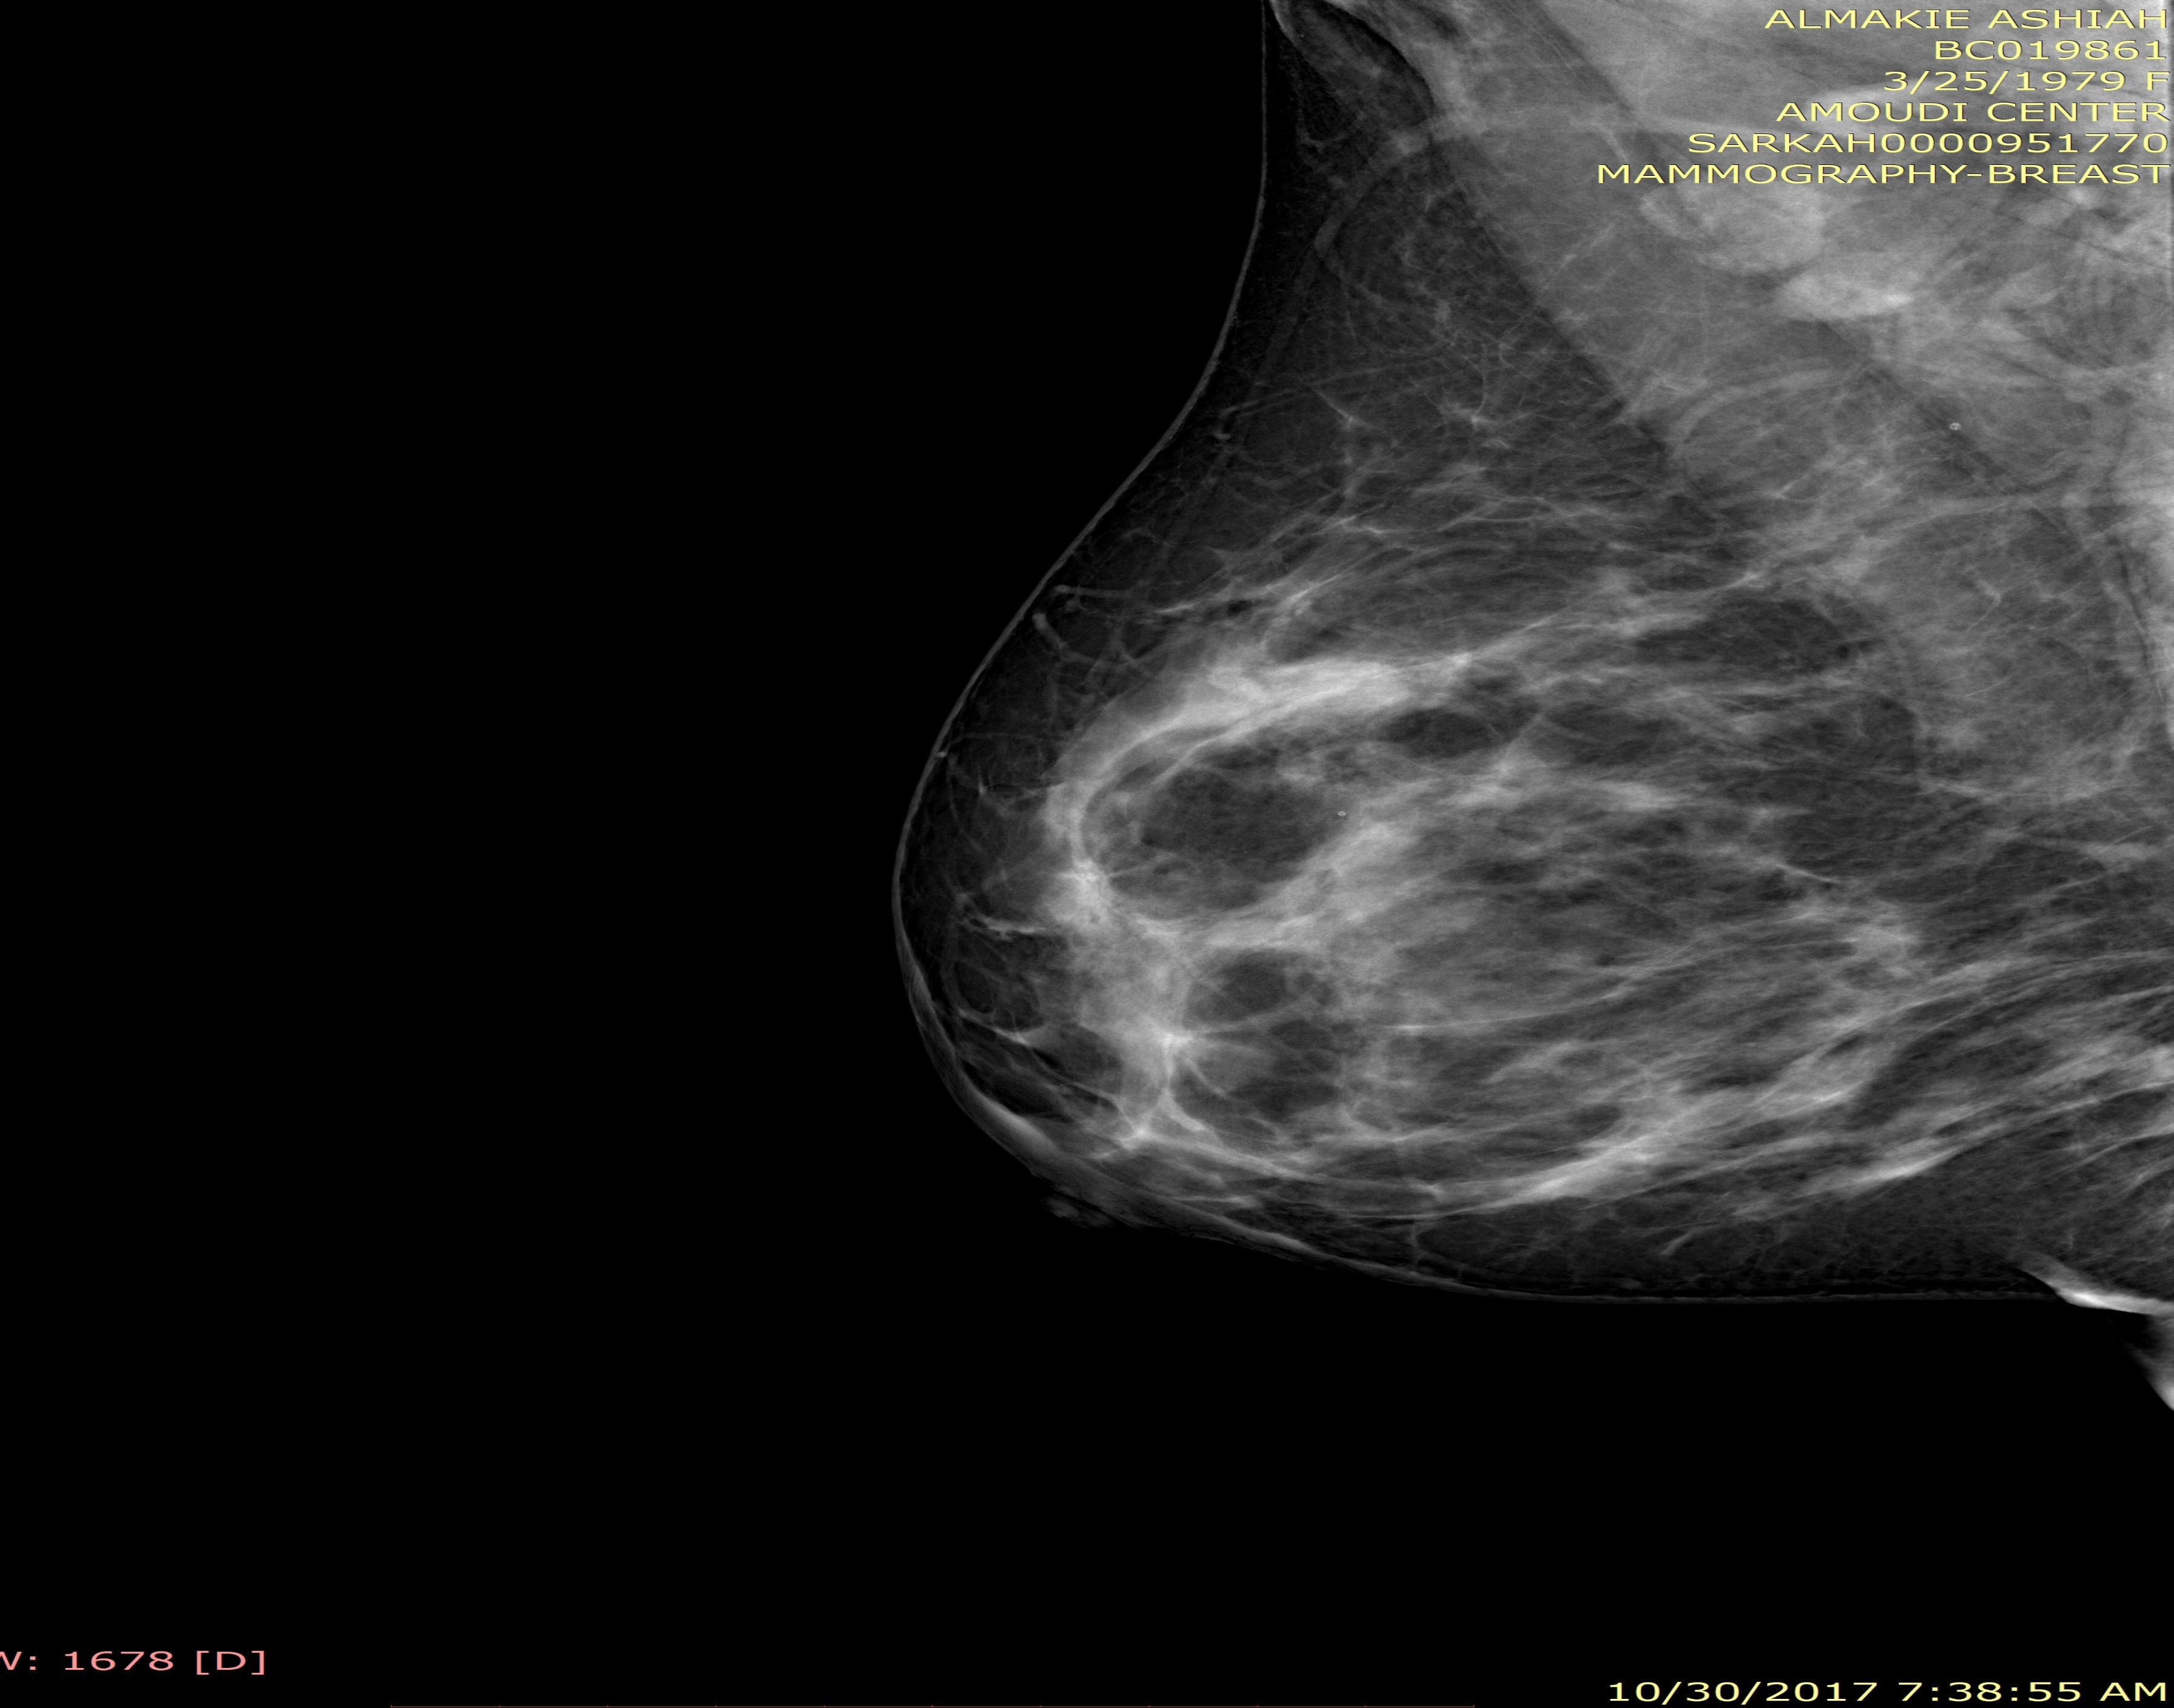 ALMAKIE ASHIAH
BC019861
3/25/1979 F
AMOUDI CENTER
SARKAH0000951770
MAMMOGRAPHY-BREAST
W: 1678 [D]
10/30/2017 7:38:55 AM